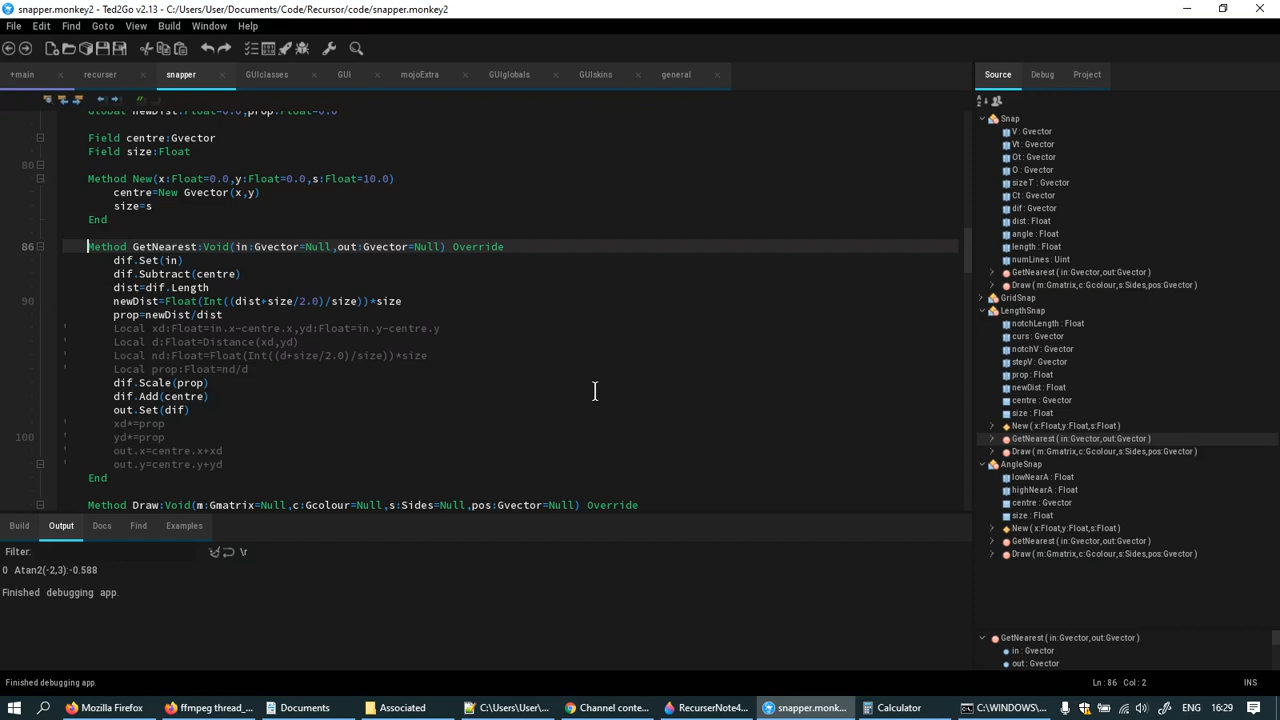 snapper.monkey2 - Ted2Go v2.13 - C:/Users/User/Documents/Code/Recursor/code/snapper.monkey2
File Edit Find Goto View Build Window Help
+main recurser snapper GUIclasses GUI mojoExtra GUIglobals GUIskins general
Source Debug Project
Global newDist:Float=0.0,prop:Float=0.0
Field centre:Gvector
Field size:Float
80
Method New(x:Float=0.0,y:Float=0.0,s:Float=10.0)
centre=New Gvector(x,y)
size=s
End
86 Method GetNearest:Void(in:Gvector=Null,out:Gvector=Null) Override
dif.Set(in)
dif.Subtract(centre)
dist=dif.Length
90 newDist=Float(Int((dist+size/2.0)/size))*size
prop=newDist/dist
' Local xd:Float=in.x-centre.x,yd:Float=in.y-centre.y
' Local d:Float=Distance(xd,yd)
' Local nd:Float=Float(Int((d+size/2.0)/size))*size
' Local prop:Float=nd/d
dif.Scale(prop)
dif.Add(centre)
out.Set(dif)
' xd*=prop
100 ' yd*=prop
' out.x=centre.x+xd
' out.y=centre.y+yd
End
Method Draw:Void(m:Gmatrix=Null,c:Gcolour=Null,s:Sides=Null,pos:Gvector=Null) Override
Snap
V : Gvector
Vt : Gvector
Ot : Gvector
O : Gvector
sizeT : Gvector
Ct : Gvector
dif : Gvector
dist : Float
angle : Float
length : Float
numLines : Uint
GetNearest ( in:Gvector,out:Gvector )
Draw ( m:Gmatrix,c:Gcolour,s:Sides,pos:Gvector )
GridSnap
LengthSnap
notchLength : Float
curs : Gvector
notchV : Gvector
stepV : Gvector
prop : Float
newDist : Float
centre : Gvector
size : Float
New ( x:Float,y:Float,s:Float )
GetNearest ( in:Gvector,out:Gvector )
Draw ( m:Gmatrix,c:Gcolour,s:Sides,pos:Gvector )
AngleSnap
lowNearA : Float
highNearA : Float
centre : Gvector
size : Float
New ( x:Float,y:Float,s:Float )
GetNearest ( in:Gvector,out:Gvector )
Draw ( m:Gmatrix,c:Gcolour,s:Sides,pos:Gvector )
GetNearest ( in:Gvector,out:Gvector )
in : Gvector
out : Gvector
Build Output Docs Find Examples
Filter: \r
0 Atan2(-2,3):-0.588
Finished debugging app.
Finished debugging app. Ln : 86 Col : 2 INS
Mozilla Firefox ffmpeg thread_... Documents C:\Users\User\... Associated Channel conte... RecurserNote4... snapper.monk... Calculator C:\WINDOWS\... ENG 16:29